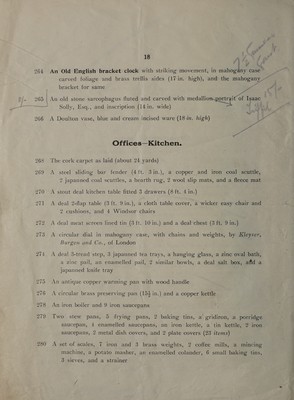 18
264 An Old English bracket clock with striking movement, in mahogany case
carved foliage and brass trellis sides (17 in. high), and the mahogany
bracket for same
265 An old stone sarcophagus fluted and carved with medallion portrait of Isaac
Solly, Esq., and inscription (14 in. wide)
266 A Doulton vase, blue and cream raised ware (18 in. high)
Offices—Kitchen.
268 The cork carpet as laid (about 24 yards)
269 A steel sliding bar fender (4 ft. 3 in.), a copper and iron coal scuttle,
2 japanned coal scuttles, a hearth rug, 2 wool slip mats, and a fleece mat
270 A stout deal kitchen table fitted 3 drawers (8 ft. 4 in.)
271 A deal 2-flap table (3 ft. 9 in.), a cloth table cover, a wicker easy chair and
2 cushions, and 4 Windsor chairs
272 A deal meat screen lined tin (3 ft. 10 in.) and a deal chest (3 ft. 9 in.)
273 A circular dial in mahogany case, with chains and weights, by Kleyser,
and Co., of London
274 A deal 5-tread step, 3 japanned tea trays, a hanging glass, a zinc oval bath,
a zinc pail, an enamelled pail, 2 similar bowls, a deal salt box, and a
japanned knife tray
275 An antique copper warming pan with wood handle
276 A circular brass preserving pan (15½ in.) and a copper kettle
278 An iron boiler and 8 iron saucepans
279 Two stew pans, 5 frying pans, 2 baking tins, a gridiron, a porridge
saucepan, 4 enamelled saucepans, an iron kettle, a tin kettle, 2 iron
saucepans, 2 metal dish covers, and 2 plate covers (23 items)
280 A set of scales, 7 iron and 3 brass weights, 2 coffee mills, a mincing
machine, a potato masher, an enamelled colander, 6 small baking tins,
3 sieves, and a strainer